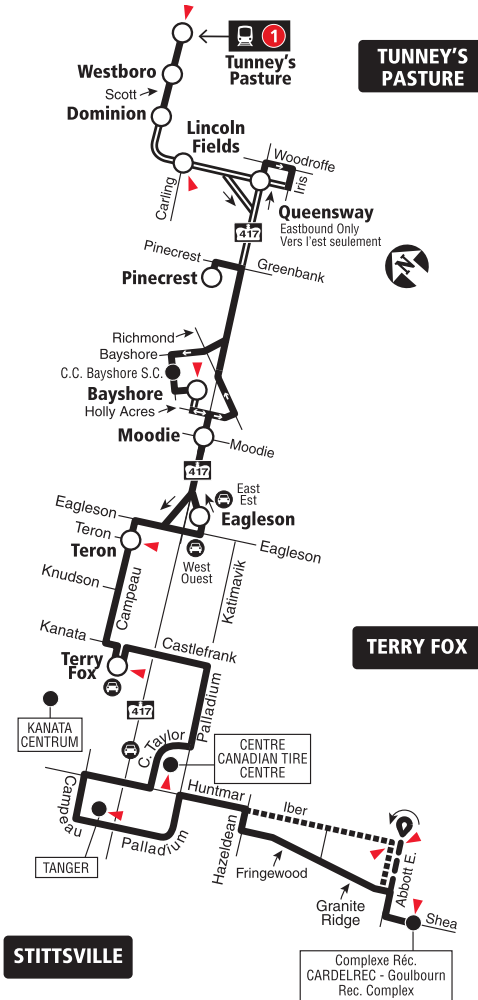 1
Tunney's
Pasture
TUNNEY'S
PASTURE
Westboro
Scott
Dominion
Lincoln
Fields
Woodroffe
Iris
Carling
Queensway
Eastbound Only
Vers l'est seulement
417
N
Pinecrest
Greenbank
Pinecrest
Richmond
Bayshore
C.C. Bayshore S.C.
Bayshore
Holly Acres
Moodie
Moodie
417
East
Est
Eagleson
Eagleson
Teron
Teron
West
Ouest
Eagleson
Knudson
Campeau
Katimavik
Kanata
Castlefrank
TERRY FOX
Terry
Fox
Palladium
417
KANATA
CENTRUM
C. Taylor
CENTRE
CANADIAN TIRE
CENTRE
Campeau
Huntmar
Iber
Palladium
TANGER
Hazeldean
Fringewood
Abbott E.
Granite
Ridge
Shea
STITTSVILLE
Complexe Réc.
CARDELREC - Goulbourn
Rec. Complex